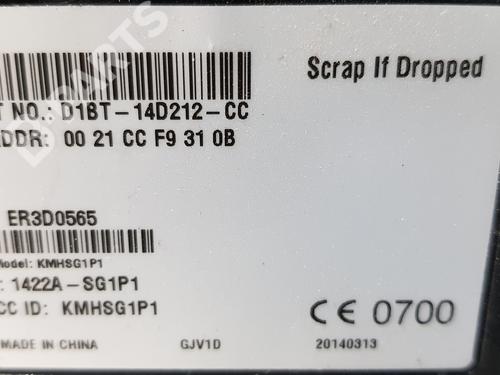 Scrap If Dropped
T NO.: D1BT-14D212-CC
ADDR: 00 21 CC F9 31 0B
ER3D0565
Model: KMHSG1P1
: 1422A-SG1P1
CC ID: KMHSG1P1
CE 0700
MADE IN CHINA GJV1D 20140313